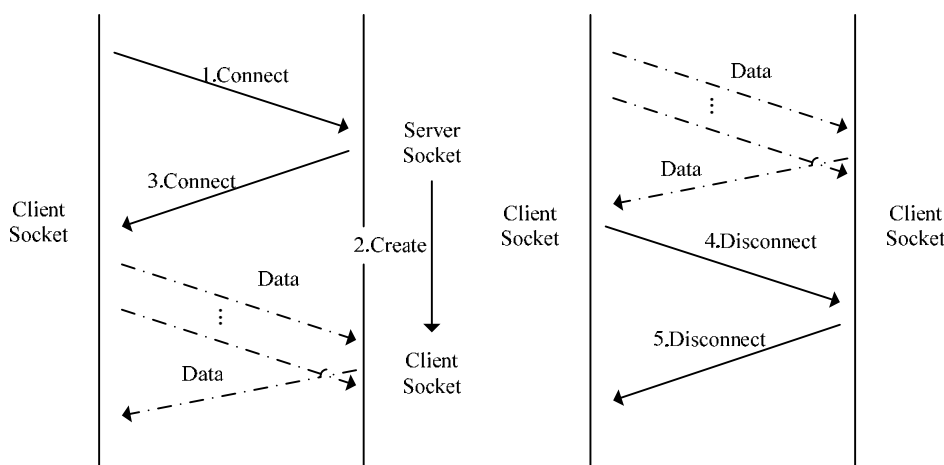 1.Connect
Server
Socket
3.Connect
Client
Socket
2.Create
Data
⋮
Data
Client
Socket
Data
⋮
Data
Client
Socket
4.Disconnect
Client
Socket
5.Disconnect